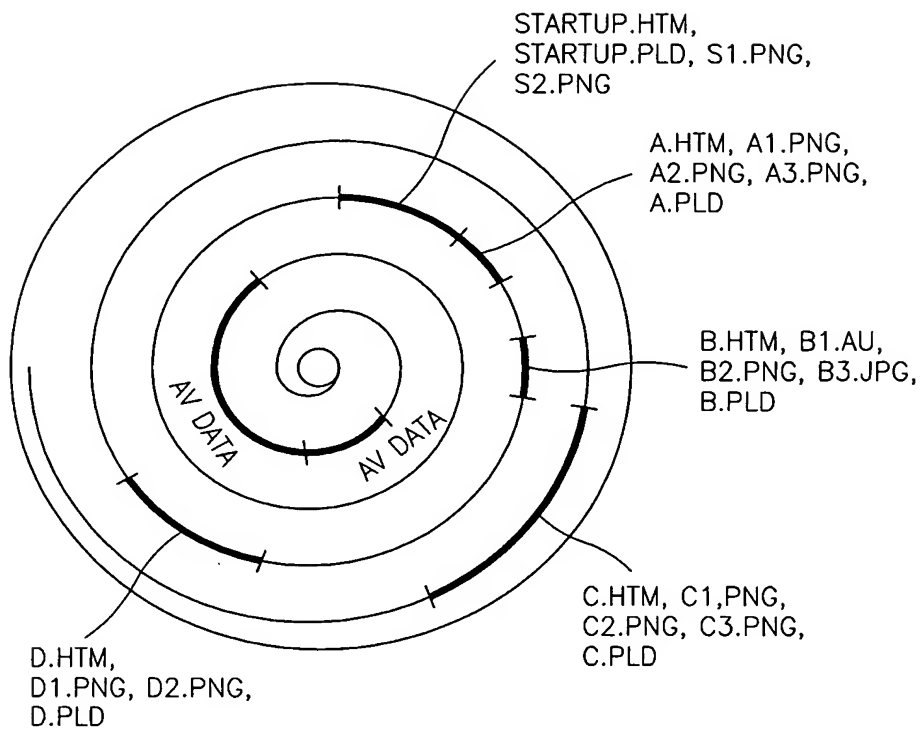 STARTUP.HTM,
STARTUP.PLD, S1.PNG,
S2.PNG
A.HTM, A1.PNG,
A2.PNG, A3.PNG,
A.PLD
B.HTM, B1.AU,
B2.PNG, B3.JPG,
B.PLD
AV DATA
AV DATA
C.HTM, C1,PNG,
C2.PNG, C3.PNG,
C.PLD
D.HTM,
D1.PNG, D2.PNG,
D.PLD